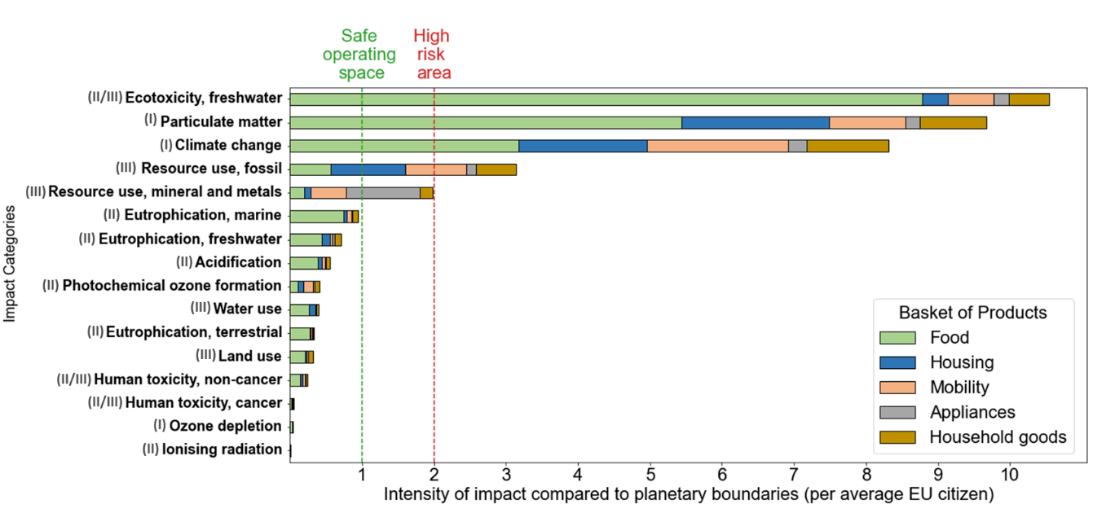 Safe
operating
space
High
risk
area
(II/III) Ecotoxicity, freshwater
(I) Particulate matter
(I) Climate change
(III) Resource use, fossil
(III) Resource use, mineral and metals
(II) Eutrophication, marine
(II) Eutrophication, freshwater
(II) Acidification
(II) Photochemical ozone formation
(III) Water use
(II) Eutrophication, terrestrial
(III) Land use
(II/III) Human toxicity, non-cancer
(II/III) Human toxicity, cancer
(I) Ozone depletion
(II) Ionising radiation
Impact Categories
Basket of Products
Food
Housing
Mobility
Appliances
Household goods
1 2 3 4 5 6 7 8 9 10
Intensity of impact compared to planetary boundaries (per average EU citizen)